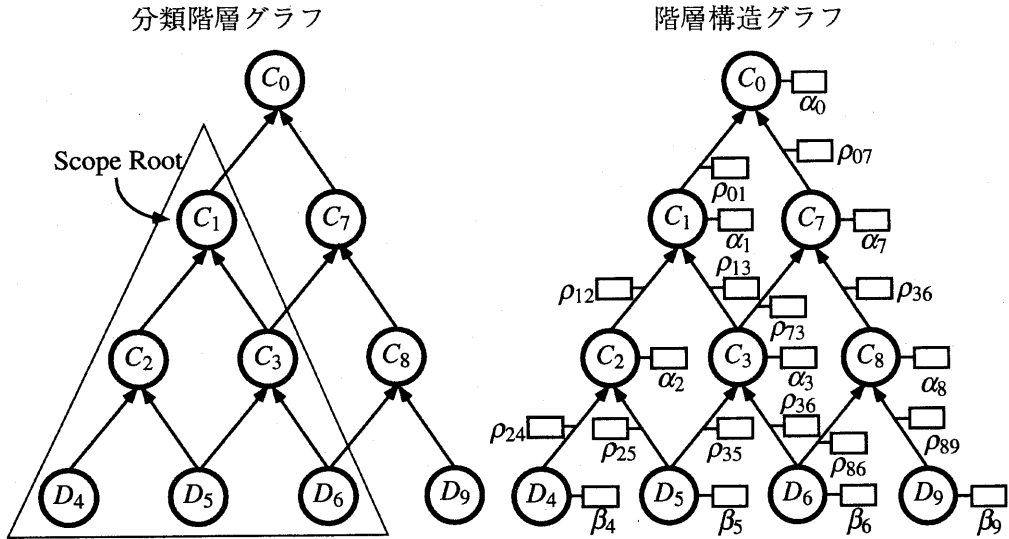 分類階層グラフ
C0
Scope Root
C1
C7
C2
C3
C8
D4
D5
D6
D9
階層構造グラフ
C0
α0
ρ01
ρ07
C1
α1
C7
α7
ρ12
ρ13
ρ73
ρ36
C2
α2
C3
α3
C8
α8
ρ24
ρ25
ρ35
ρ36
ρ86
ρ89
D4
β4
D5
β5
D6
β6
D9
β9